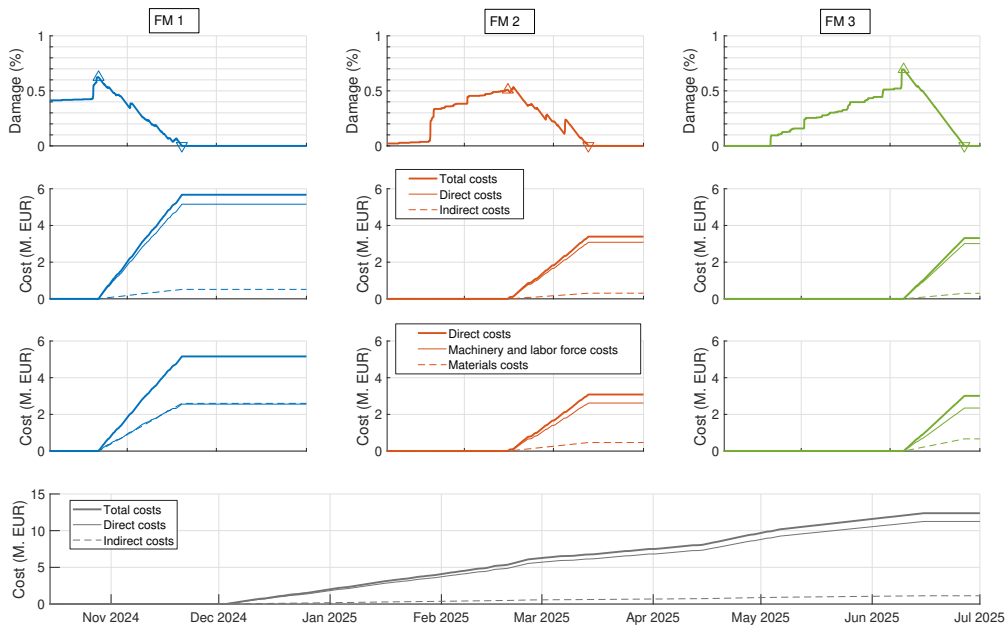 FM 1
FM 2
FM 3
Damage (%)
1
0.5
0
Damage (%)
1
0.5
0
Damage (%)
1
0.5
0
Cost (M. EUR)
6
4
2
0
Cost (M. EUR)
6
4
2
0
Total costs
Direct costs
Indirect costs
Cost (M. EUR)
6
4
2
0
Cost (M. EUR)
6
4
2
0
Cost (M. EUR)
6
4
2
0
Direct costs
Machinery and labor force costs
Materials costs
Cost (M. EUR)
6
4
2
0
Cost (M. EUR)
15
10
5
0
Total costs
Direct costs
Indirect costs
Nov 2024 Dec 2024 Jan 2025 Feb 2025 Mar 2025 Apr 2025 May 2025 Jun 2025 Jul 2025